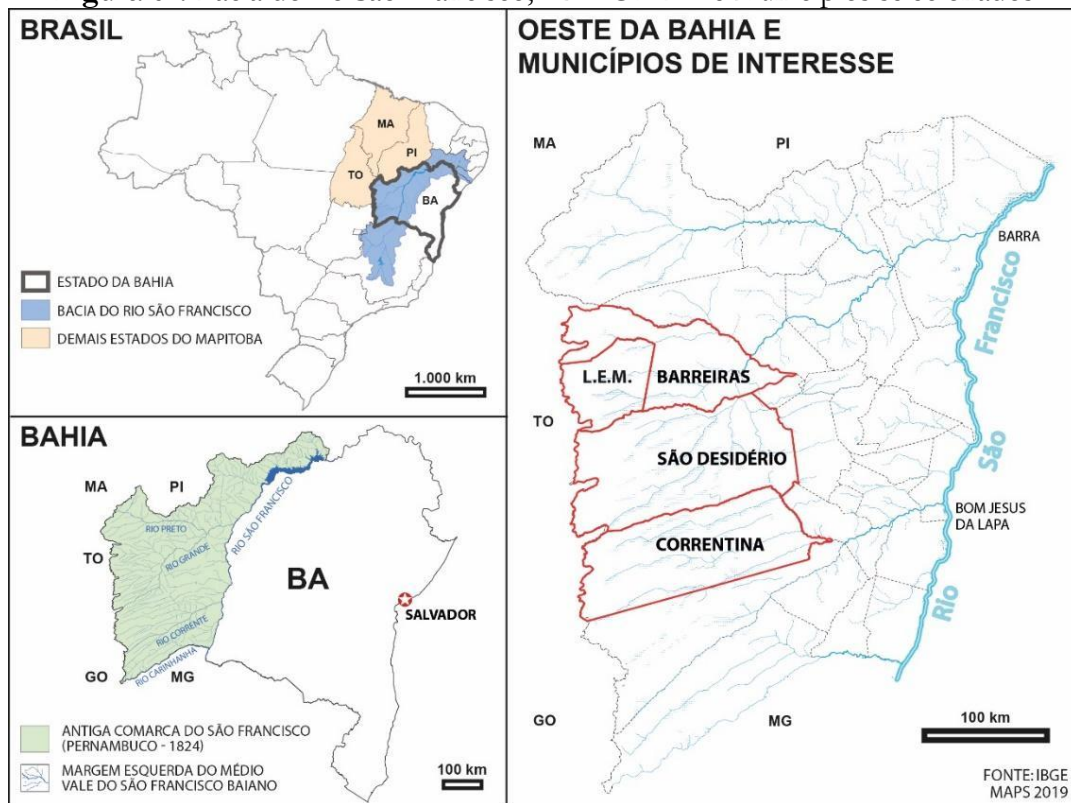 BRASIL
MA
PI
TO
BA
ESTADO DA BAHIA
BACIA DO RIO SÃO FRANCISCO
DEMAIS ESTADOS DO MAPITOBA
1.000 km
BAHIA
MA
PI
TO
RIO PRETO
RIO GRANDE
RIO SÃO FRANCISCO
BA
SALVADOR
RIO CORRENTE
RIO CARINHANHA
GO
MG
ANTIGA COMARCA DO SÃO FRANCISCO
(PERNAMBUCO - 1824)
MARGEM ESQUERDA DO MÉDIO
VALE DO SÃO FRANCISCO BAIANO
100 km
OESTE DA BAHIA E
MUNICÍPIOS DE INTERESSE
MA
PI
BARRA
L.E.M.
BARREIRAS
TO
SÃO DESIDÉRIO
BOM JESUS
DA LAPA
CORRENTINA
Rio São Francisco
GO
MG
100 km
FONTE: IBGE
MAPS 2019